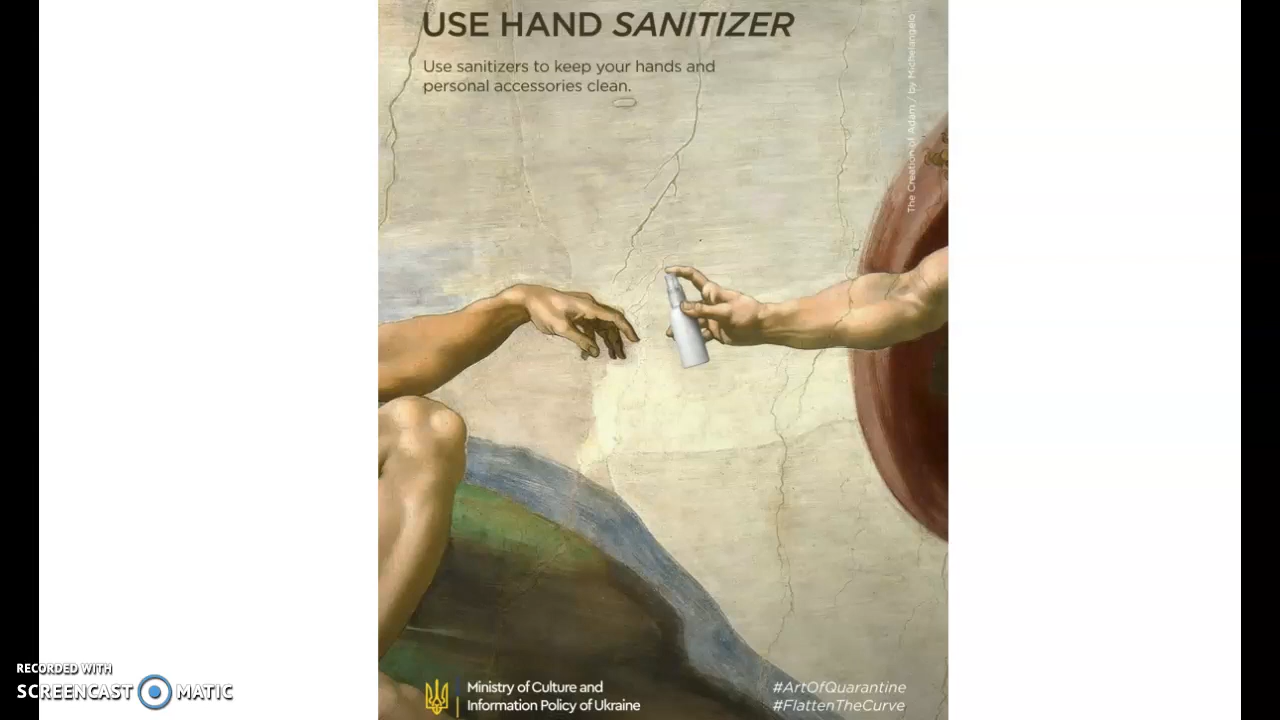 USE HAND SANITIZER
Use sanitizers to keep your hands and
personal accessories clean.
The Creation of Adam / by Michelangelo
Ministry of Culture and
Information Policy of Ukraine
#ArtOfQuarantine
#FlattenTheCurve
RECORDED WITH
SCREENCAST MATIC